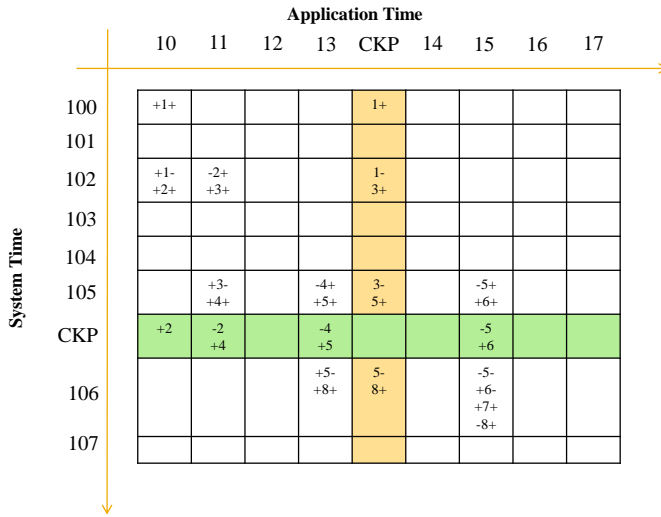 Application Time
10 11 12 13 CKP 14 15 16 17
System Time
100 +1+ 1+
101
102 +1- -2+ 1-
+2+ +3+ 3+
103
104
105 +3- -4+ 3- -5+
+4+ +5+ 5+ +6+
CKP +2 -2 -4 -5
+4 +5 +6
106 +5- 5- -5-
+8+ 8+ +6-
+7+
-8+
107